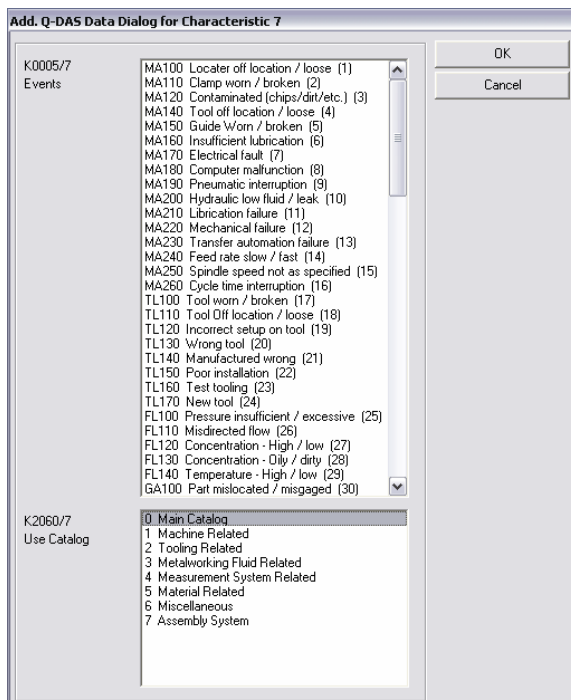 Add. Q-DAS Data Dialog for Characteristic 7
K0005/7
Events
MA100 Locater off location / loose (1)
MA110 Clamp worn / broken (2)
MA120 Contaminated (chips/dirt/etc.) (3)
MA140 Tool off location / loose (4)
MA150 Guide Worn / broken (5)
MA160 Insufficient lubrication (6)
MA170 Electrical fault (7)
MA180 Computer malfunction (8)
MA190 Pneumatic interruption (9)
MA200 Hydraulic low fluid / leak (10)
MA210 Librication failure (11)
MA220 Mechanical failure (12)
MA230 Transfer automation failure (13)
MA240 Feed rate slow / fast (14)
MA250 Spindle speed not as specified (15)
MA260 Cycle time interruption (16)
TL100 Tool worn / broken (17)
TL110 Tool Off location / loose (18)
TL120 Incorrect setup on tool (19)
TL130 Wrong tool (20)
TL140 Manufactured wrong (21)
TL150 Poor installation (22)
TL160 Test tooling (23)
TL170 New tool (24)
FL100 Pressure insufficient / excessive (25)
FL110 Misdirected flow (26)
FL120 Concentration - High / low (27)
FL130 Concentration - Oily / dirty (28)
FL140 Temperature - High / low (29)
GA100 Part mislocated / misgaged (30)
OK
Cancel
K2060/7
Use Catalog
0 Main Catalog
1 Machine Related
2 Tooling Related
3 Metalworking Fluid Related
4 Measurement System Related
5 Material Related
6 Miscellaneous
7 Assembly System